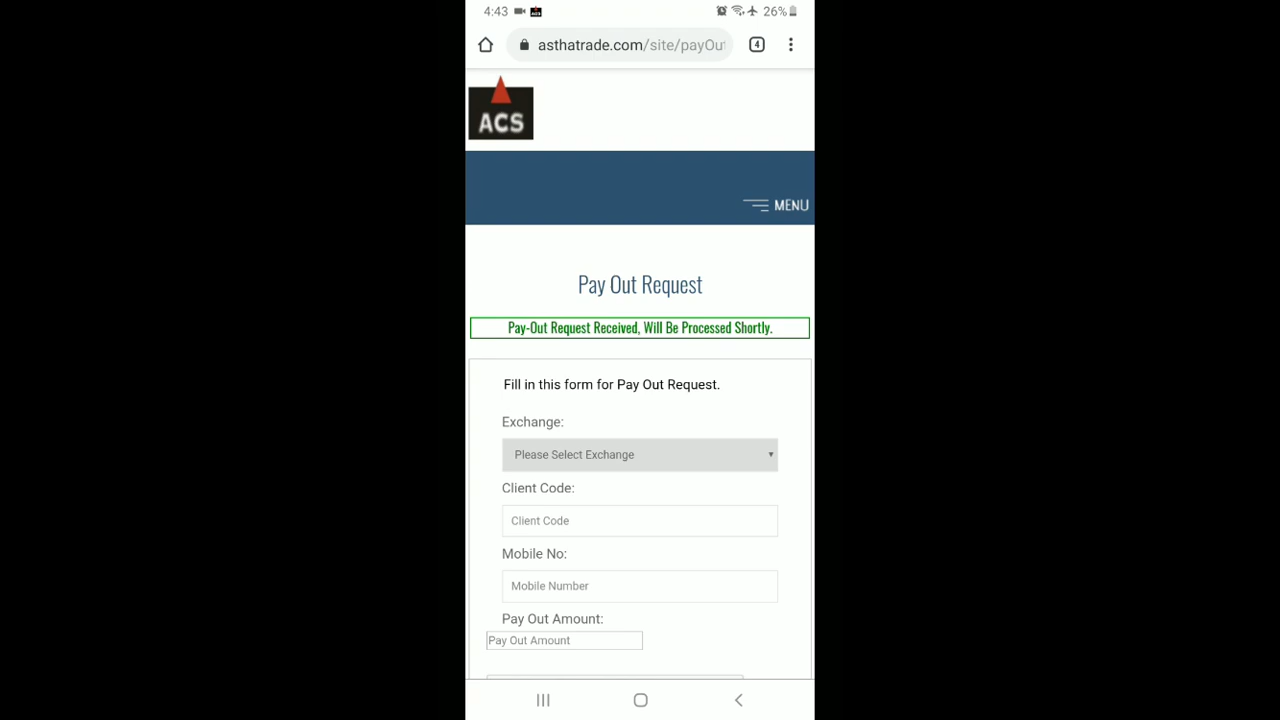 4:43 ACS 26%
asthatrade.com/site/payOut 4
ACS
MENU
Pay Out Request
Pay-Out Request Received, Will Be Processed Shortly.
Fill in this form for Pay Out Request.
Exchange:
Please Select Exchange
Client Code:
Client Code
Mobile No:
Mobile Number
Pay Out Amount:
Pay Out Amount